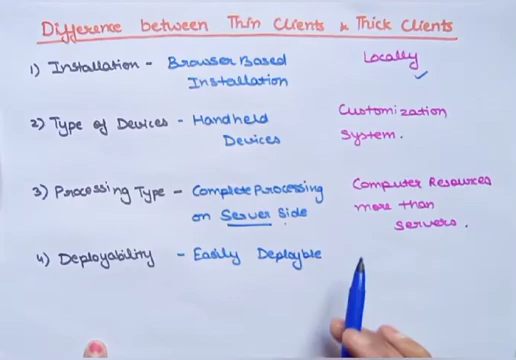 Difference between Thin Clients & Thick Clients
1) Installation - Browser Based Locally
Installation
2) Type of Devices - Handheld Customization
Devices System.
3) Processing Type - Complete Processing Computer Resources
on Server Side more than
servers.
4) Deployability - Easily Deployble